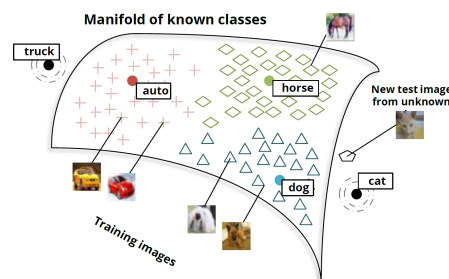 Manifold of known classes
truck
auto
horse
New test image
from unknown
dog
cat
Training images